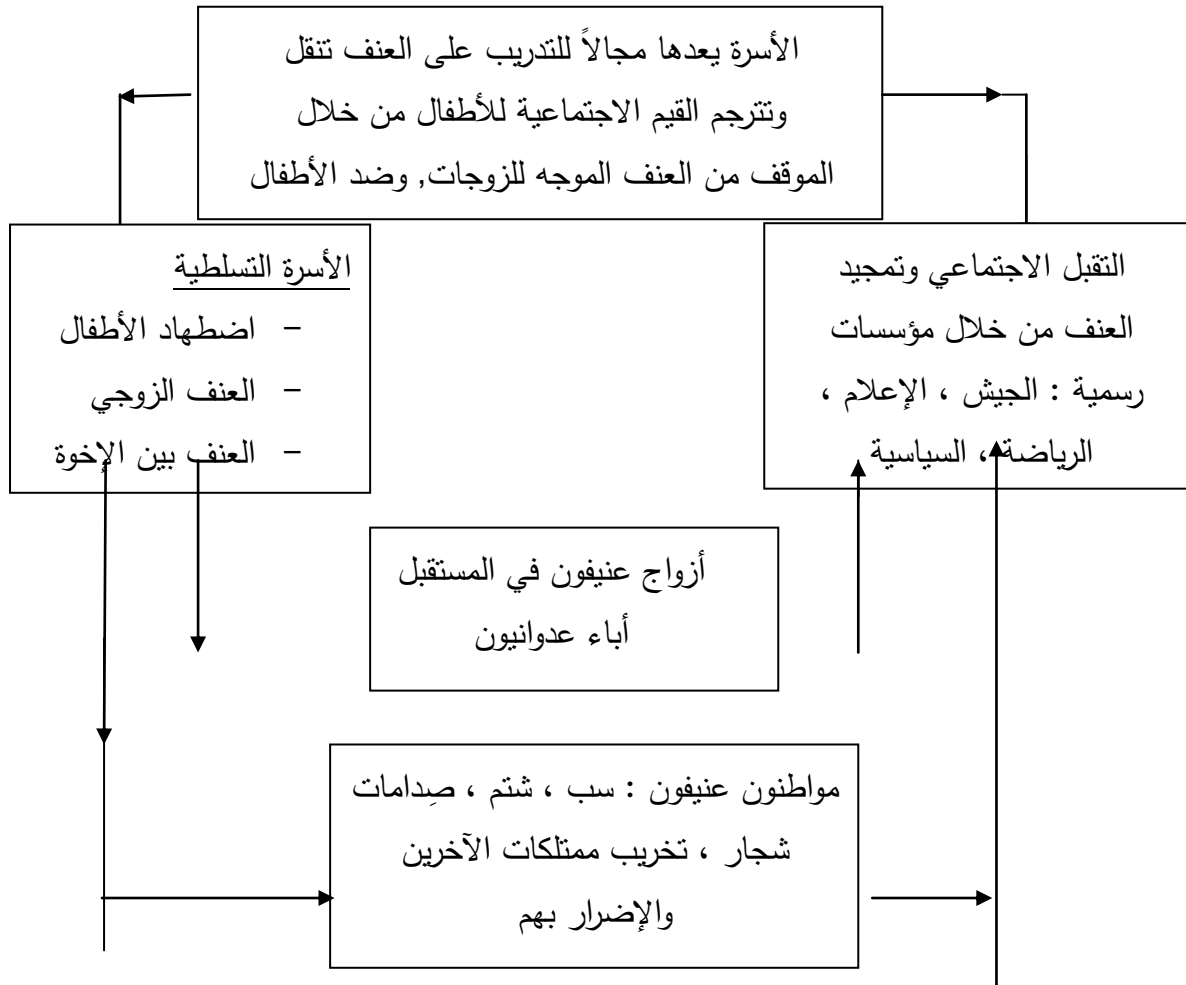 الأسرة يعدها مجالاً للتدريب على العنف تنقل
وتترجم القيم الاجتماعية للأطفال من خلال
الموقف من العنف الموجه للزوجات, وضد الأطفال
التقبل الاجتماعي وتمجيد
العنف من خلال مؤسسات
رسمية : الجيش ، الإعلام ،
الرياضة ، السياسية
الأسرة التسلطية
- اضطهاد الأطفال
- العنف الزوجي
- العنف بين الإخوة
أزواج عنيفون في المستقبل
أباء عدوانيون
مواطنون عنيفون : سب ، شتم ، صِدامات
شجار ، تخريب ممتلكات الآخرين
والإضرار بهم